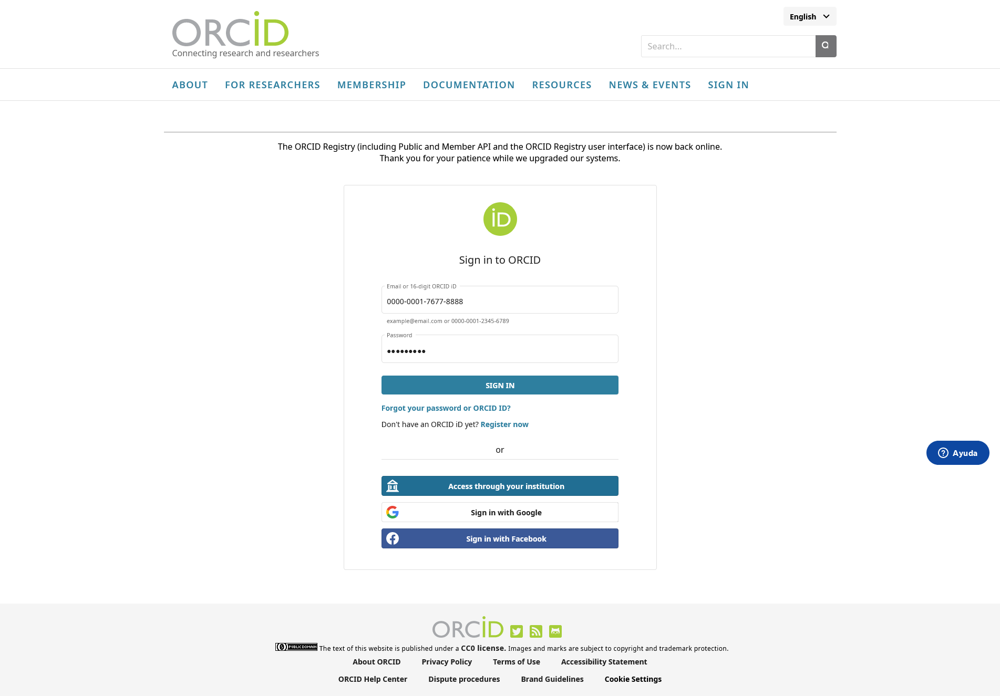 ORCID
Connecting research and researchers
English
Search...
ABOUT FOR RESEARCHERS MEMBERSHIP DOCUMENTATION RESOURCES NEWS & EVENTS SIGN IN
The ORCID Registry (including Public and Member API and the ORCID Registry user interface) is now back online.
Thank you for your patience while we upgraded our systems.
iD
Sign in to ORCID
Email or 16-digit ORCID iD
0000-0001-7677-8888
example@email.com or 0000-0001-2345-6789
Password
•••••••••
SIGN IN
Forgot your password or ORCID ID?
Don't have an ORCID iD yet? Register now
or
Ayuda
Access through your institution
Sign in with Google
Sign in with Facebook
ORCID
PUBLIC DOMAIN The text of this website is published under a CC0 license. Images and marks are subject to copyright and trademark protection.
About ORCID Privacy Policy Terms of Use Accessibility Statement
ORCID Help Center Dispute procedures Brand Guidelines Cookie Settings